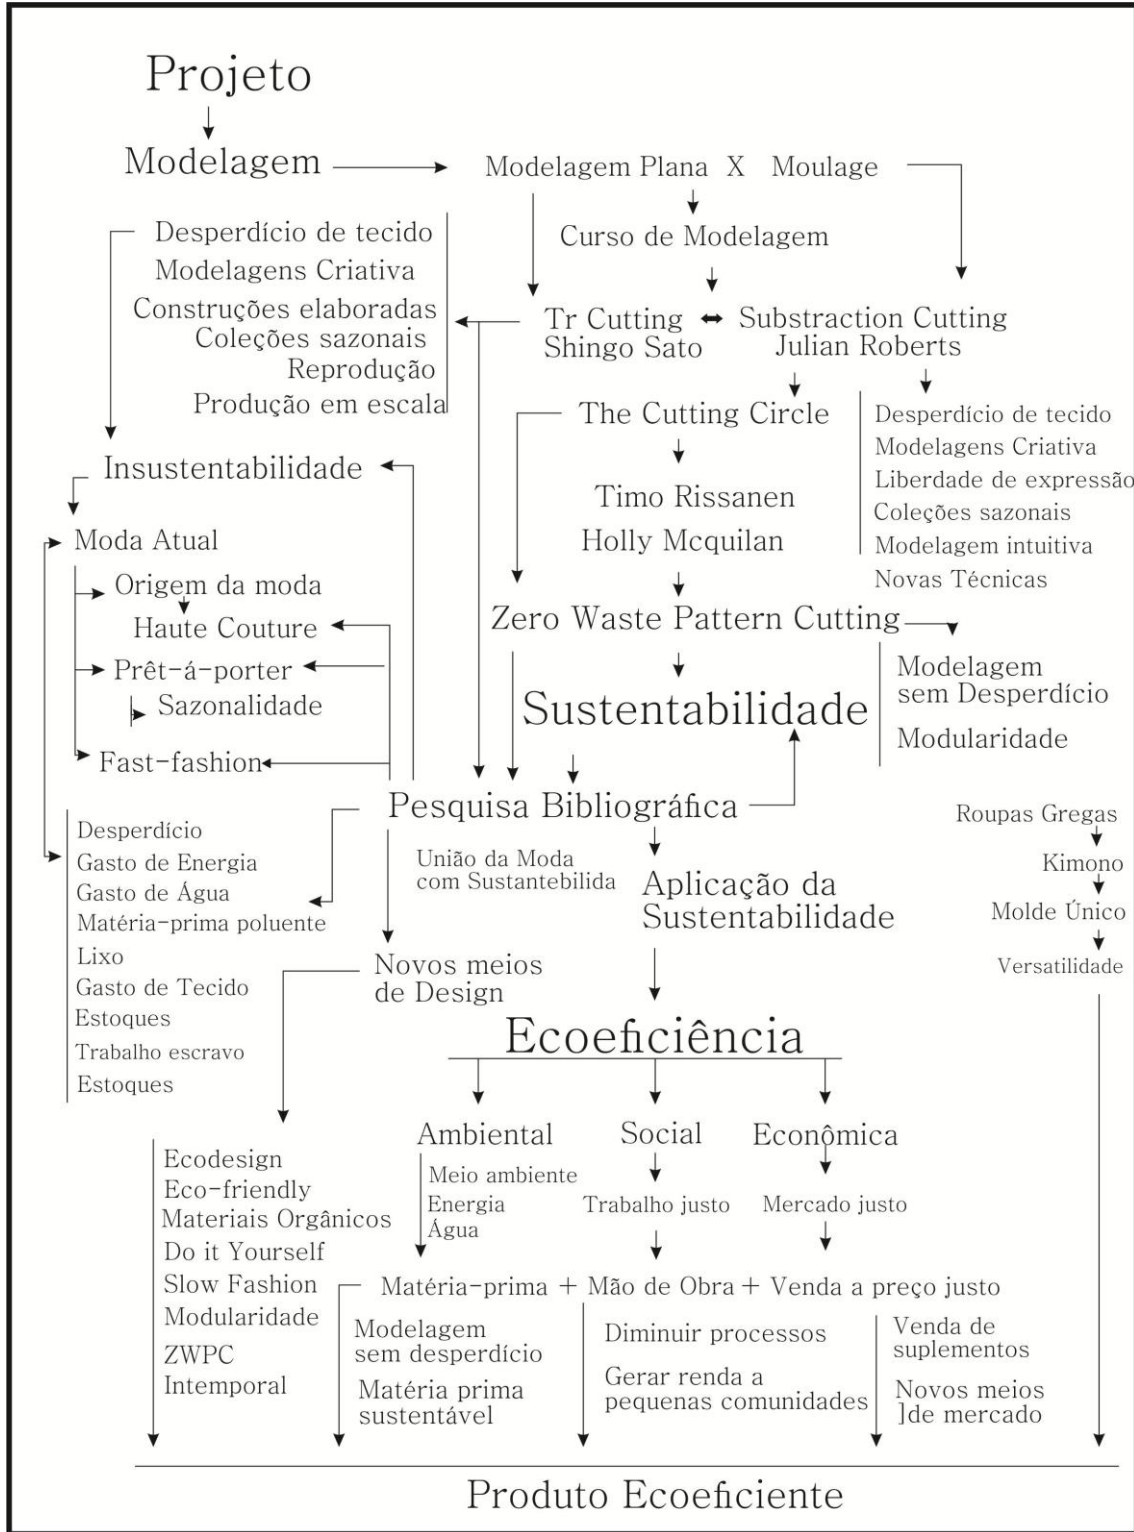 Projeto
Modelagem
Modelagem Plana X Moulage
Curso de Modelagem
Desperdício de tecido
Modelagens Criativa
Construções elaboradas
Coleções sazonais
Reprodução
Produção em escala
Tr Cutting
Shingo Sato
Substraction Cutting
Julian Roberts
The Cutting Circle
Desperdício de tecido
Modelagens Criativa
Liberdade de expressão
Coleções sazonais
Modelagem intuitiva
Novas Técnicas
Insustentabilidade
Timo Rissanen
Holly Mcquilan
Moda Atual
Origem da moda
Haute Couture
Prêt-á-porter
Sazonalidade
Fast-fashion
Zero Waste Pattern Cutting
Modelagem
sem Desperdício
Modularidade
Sustentabilidade
Pesquisa Bibliográfica
Desperdício
Gasto de Energia
Gasto de Água
Matéria-prima poluente
Lixo
Gasto de Tecido
Estoques
Trabalho escravo
Estoques
União da Moda
com Sustantebilida
Aplicação da
Sustentabilidade
Roupas Gregas
Kimono
Molde Único
Versatilidade
Novos meios
de Design
Ecoeficiência
Ambiental
Social
Econômica
Meio ambiente
Energia
Água
Trabalho justo
Mercado justo
Ecodesign
Eco-friendly
Materiais Orgânicos
Do it Yourself
Slow Fashion
Modularidade
ZWPC
Intemporal
Matéria-prima + Mão de Obra + Venda a preço justo
Modelagem
sem desperdício
Matéria prima
sustentável
Diminuir processos
Gerar renda a
pequenas comunidades
Venda de
suplementos
Novos meios
]de mercado
Produto Ecoeficiente